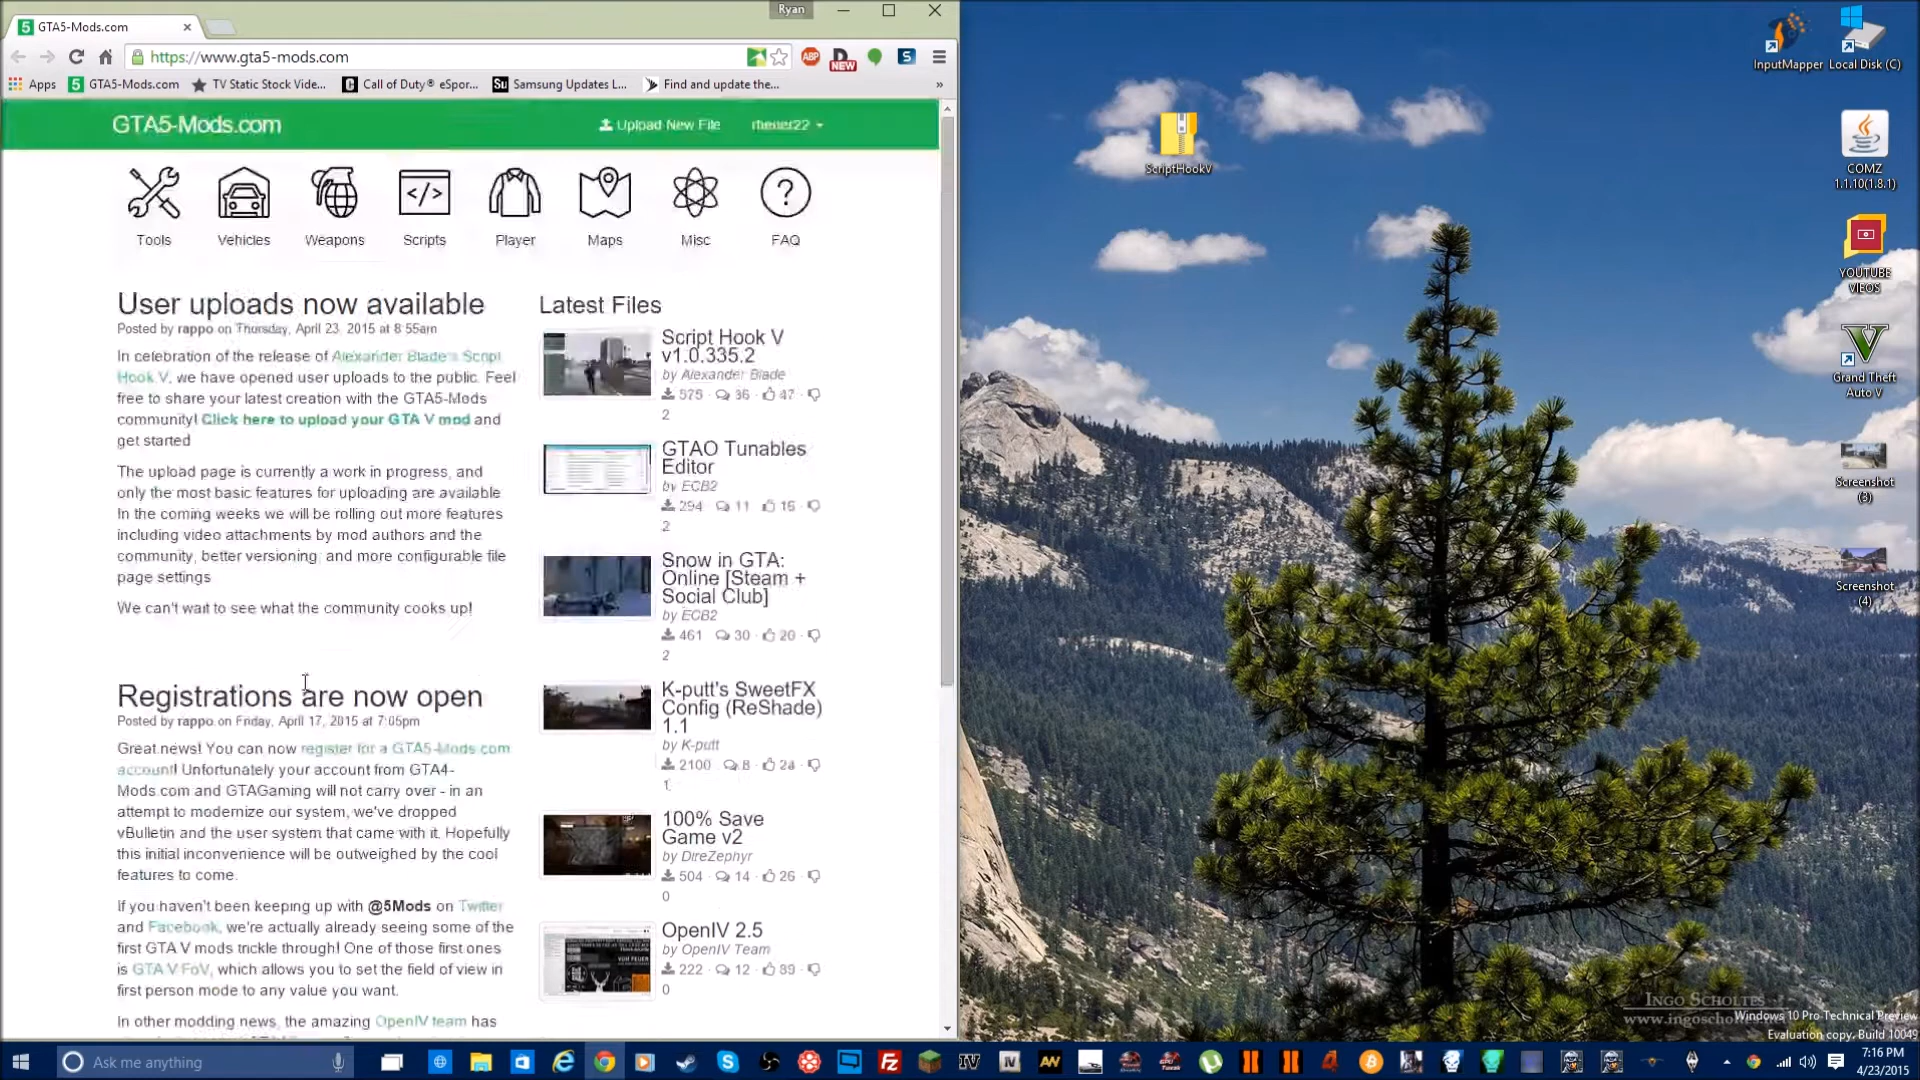 GTA5-Mods.com
Ryan
https://www.gta5-mods.com
ABP
NEW
Apps
GTA5-Mods.com
TV Static Stock Vide...
Call of Duty® eSpor...
Samsung Updates L...
Find and update the...
»
GTA5-Mods.com
Upload New File
Tools
Vehicles
Weapons
Scripts
Player
Maps
Misc
FAQ
User uploads now available
Posted by rappo on Thursday, April 23, 2015 at 8:55am
In celebration of the release of Alexander Blade's Script
Hook V, we have opened user uploads to the public. Feel
free to share your latest creation with the GTA5-Mods
community! Click here to upload your GTA V mod and
get started
The upload page is currently a work in progress, and
only the most basic features for uploading are available
In the coming weeks we will be rolling out more features
including video attachments by mod authors and the
community, better versioning, and more configurable file
page settings
We can't wait to see what the community cooks up!
Registrations are now open
Posted by rappo on Friday, April 17, 2015 at 7:05pm
Great news! You can now register for a GTA5-Mods.com
account! Unfortunately your account from GTA4-
Mods.com and GTAGaming will not carry over - in an
attempt to modernize our system, we've dropped
vBulletin and the user system that came with it. Hopefully
this initial inconvenience will be outweighed by the cool
features to come.
If you haven't been keeping up with @5Mods on Twitter
and Facebook, we're actually already seeing some of the
first GTA V mods trickle through! One of those first ones
is GTA V FoV, which allows you to set the field of view in
first person mode to any value you want.
In other modding news, the amazing OpenIV team has
Latest Files
Script Hook V
v1.0.335.2
by Alexander Blade
575 · 36 · 47 ·
2
GTAO Tunables
Editor
by ECB2
294 · 11 · 16 ·
2
Snow in GTA:
Online [Steam +
Social Club]
by ECB2
461 · 30 · 20 ·
2
K-putt's SweetFX
Config (ReShade)
1.1
by K-putt
2100 · 8 · 24 ·
1
100% Save
Game v2
by DireZephyr
504 · 14 · 26 ·
0
OpenIV 2.5
by OpenIV Team
222 · 12 · 89 ·
0
ScriptHookV
InputMapper
Local Disk (C)
COMZ
1.1.10(1.8.1)
YOUTUBE
VIEOS
Grand Theft
Auto V
Screenshot
(3)
Screenshot
(4)
Ingo Scholtes
Windows 10 Pro-Technical Preview
Evaluation copy. Build 10049
Ask me anything
IV
IV
AW
7:16 PM
4/23/2015